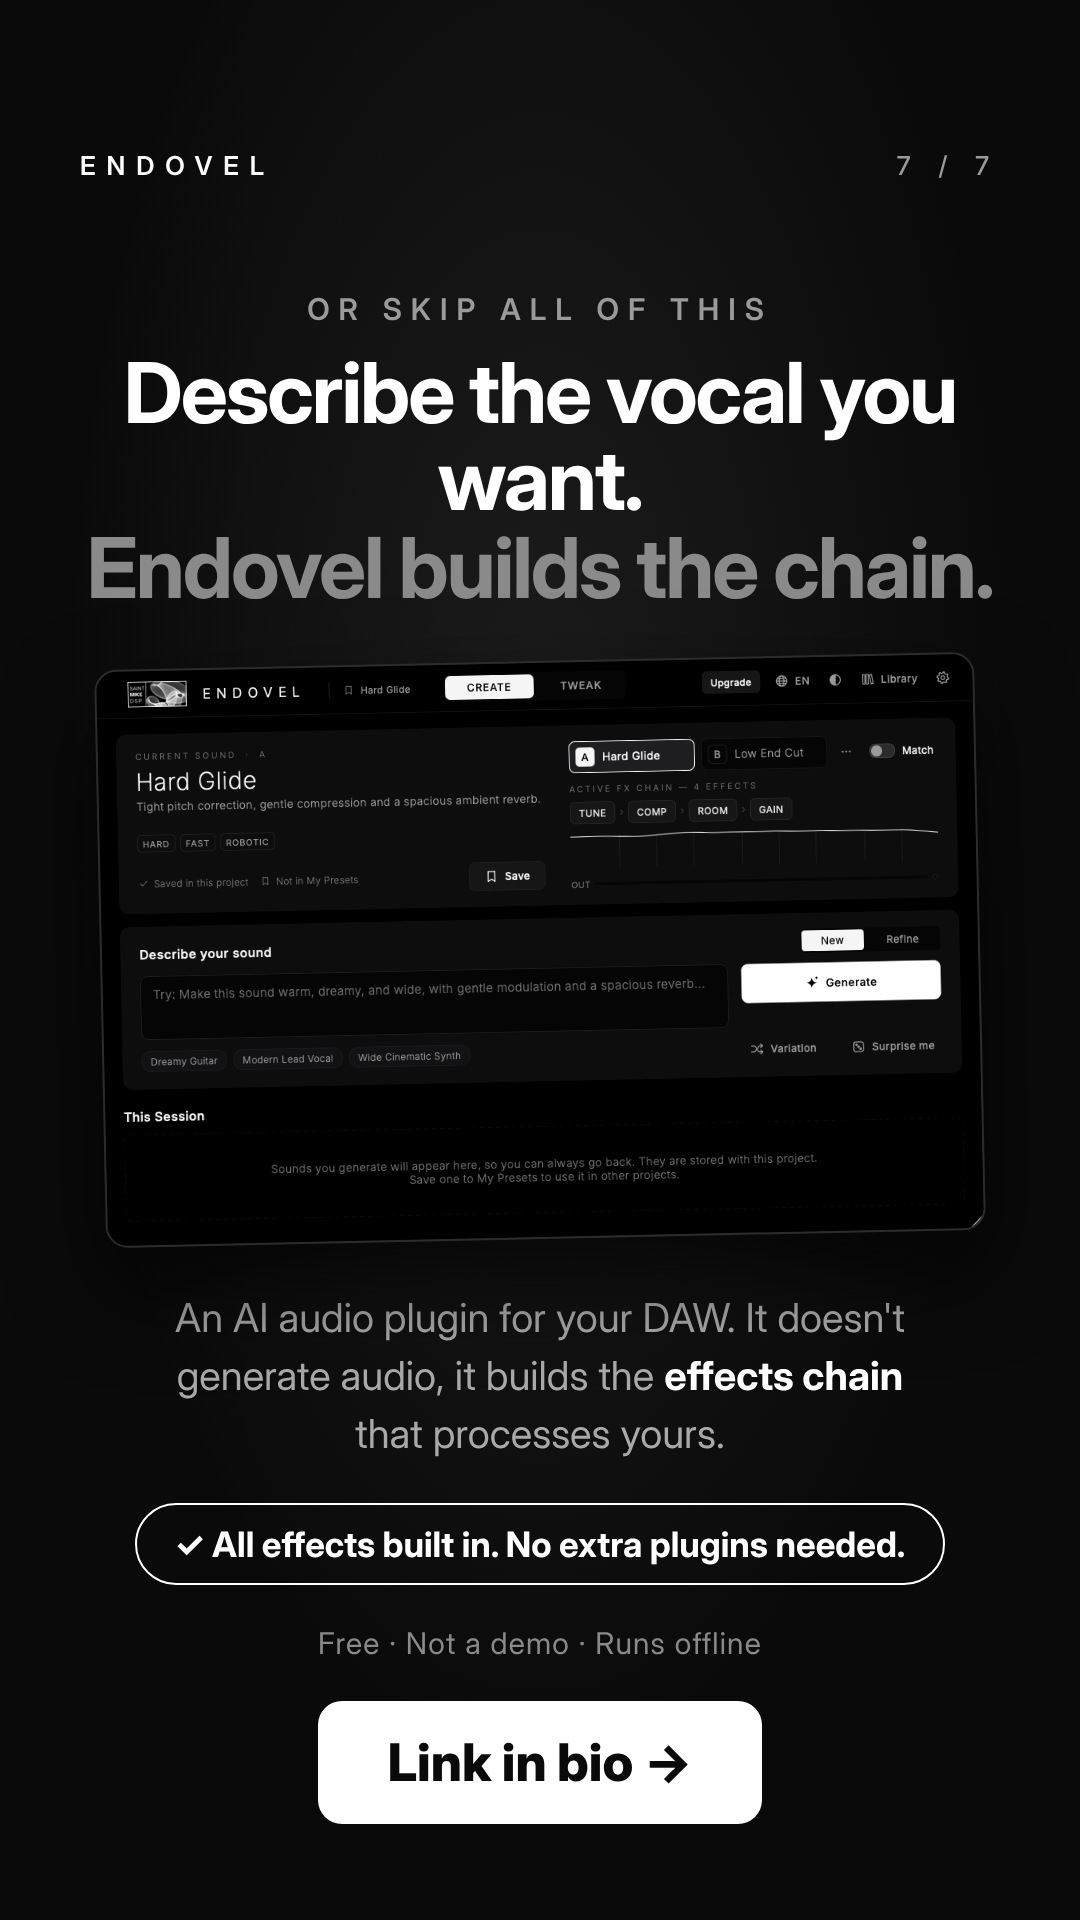 ENDOVEL
7 / 7
OR SKIP ALL OF THIS
Describe the vocal you
want.
Endovel builds the chain.
SAINT
MIKE
DSP
ENDOVEL
Hard Glide
CREATE
TWEAK
Upgrade
EN
Library
CURRENT SOUND · A
Hard Glide
Tight pitch correction, gentle compression and a spacious ambient reverb.
HARD
FAST
ROBOTIC
Saved in this project
Not in My Presets
Save
A Hard Glide
B Low End Cut
...
Match
ACTIVE FX CHAIN — 4 EFFECTS
TUNE › COMP › ROOM › GAIN
OUT
Describe your sound
New
Refine
Try: Make this sound warm, dreamy, and wide, with gentle modulation and a spacious reverb...
Generate
Dreamy Guitar
Modern Lead Vocal
Wide Cinematic Synth
Variation
Surprise me
This Session
Sounds you generate will appear here, so you can always go back. They are stored with this project.
Save one to My Presets to use it in other projects.
An AI audio plugin for your DAW. It doesn't
generate audio, it builds the effects chain
that processes yours.
✓ All effects built in. No extra plugins needed.
Free · Not a demo · Runs offline
Link in bio →